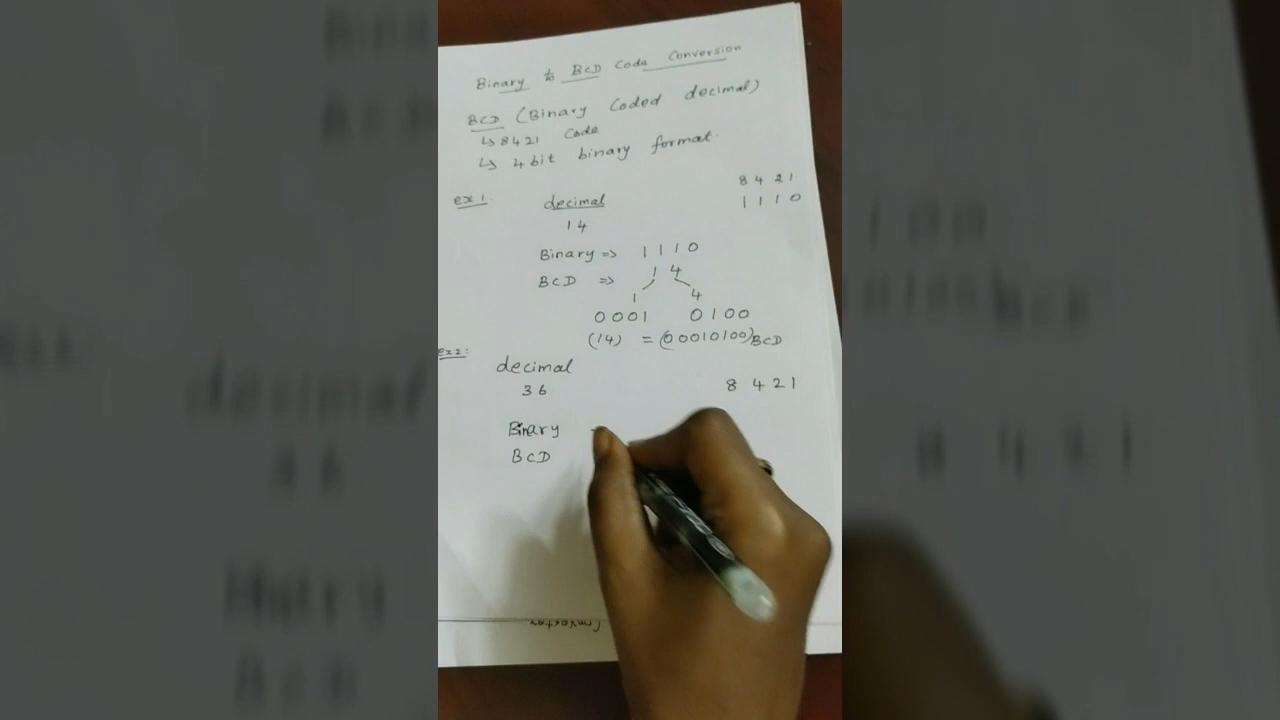 Binary to BCD Code Conversion
BCD (Binary Coded decimal)
↳ 8421 Code
↳ 4 bit binary format.
8 4 2 1
ex 1: decimal 1 1 1 0
14
Binary => 1 1 1 0
BCD => 1 4
1 4
0001 0100
(14) = (00010100)BCD
ex2:
decimal
36 8 4 2 1
Binary
BCD
Convertor